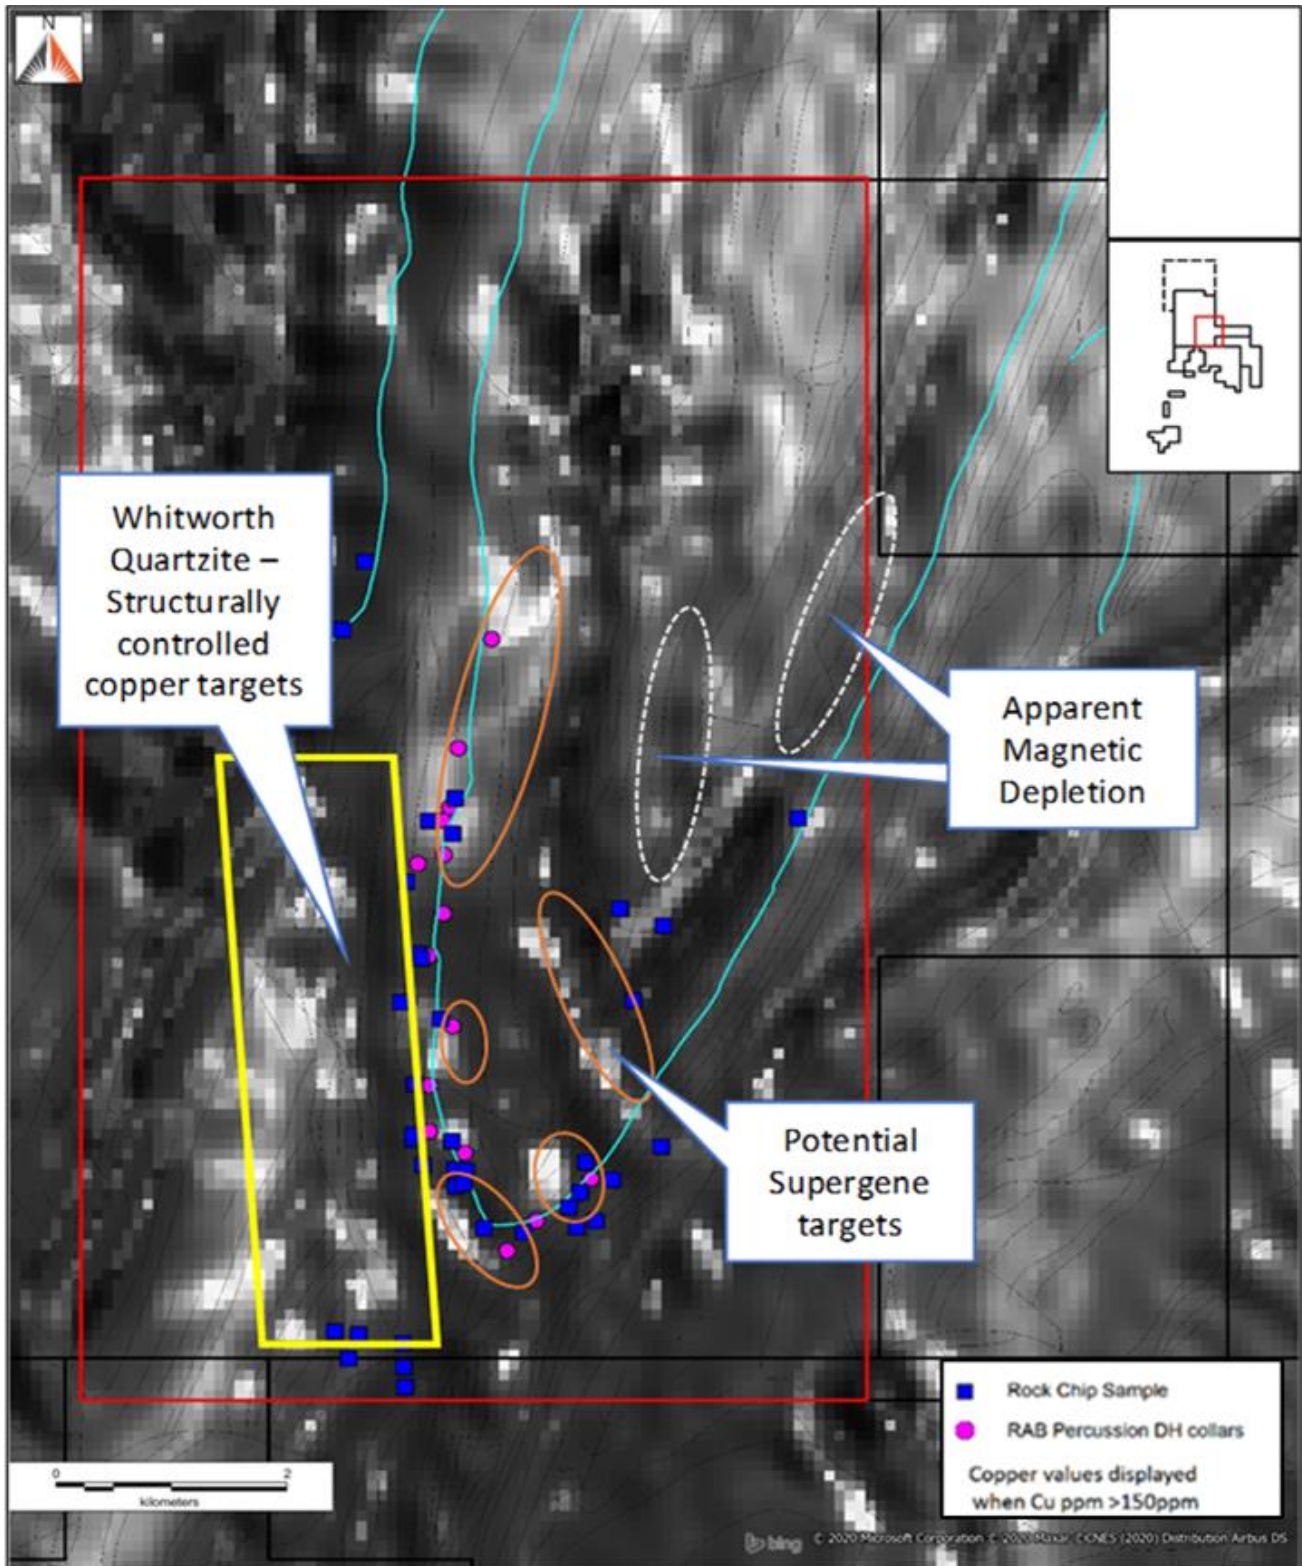 N
Whitworth
Quartzite –
Structurally
controlled
copper targets
Apparent
Magnetic
Depletion
Potential
Supergene
targets
Rock Chip Sample
RAB Percussion DH collars
Copper values displayed
when Cu ppm >150ppm
0 2
kilometers
bing © 2020 Microsoft Corporation © 2020 Maxar ©CNES (2020) Distribution Airbus DS